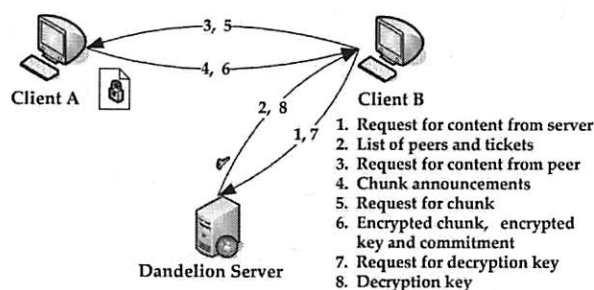 3, 5
4, 6
Client A
Client B
2, 8
1, 7
Dandelion Server
1. Request for content from server
2. List of peers and tickets
3. Request for content from peer
4. Chunk announcements
5. Request for chunk
6. Encrypted chunk, encrypted
key and commitment
7. Request for decryption key
8. Decryption key